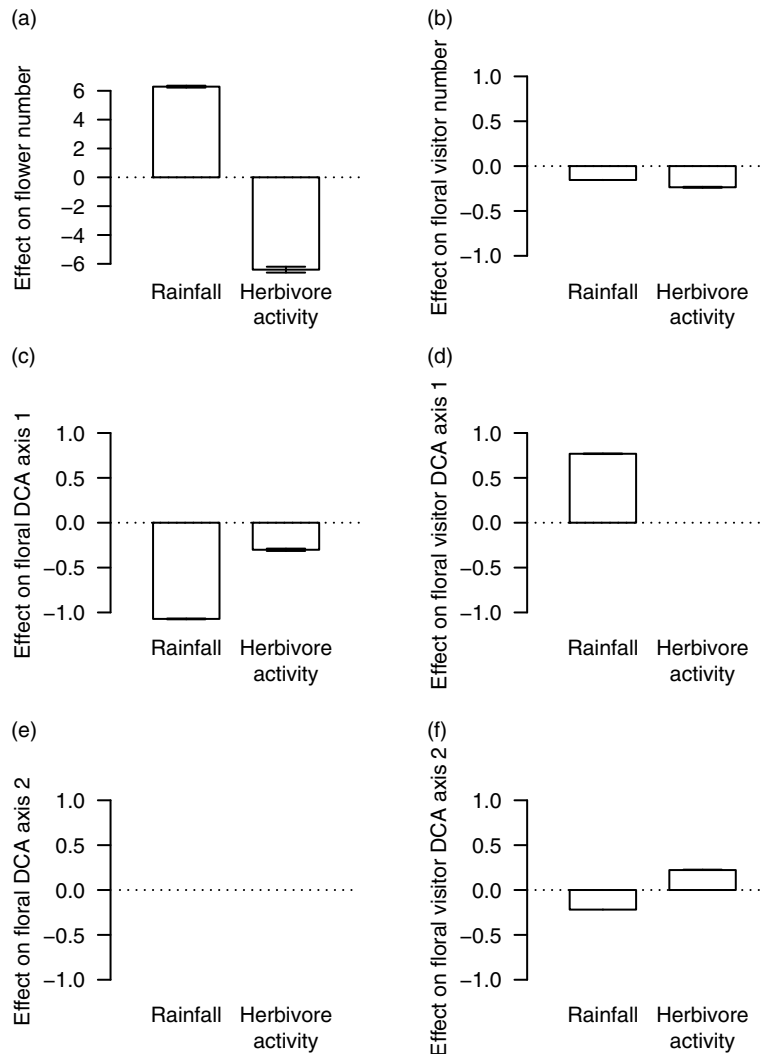 (a)
Effect on flower number
6
4
2
0
−2
−4
−6
Rainfall
Herbivore
activity
(b)
Effect on floral visitor number
1.0
0.5
0.0
−0.5
−1.0
Rainfall
Herbivore
activity
(c)
Effect on floral DCA axis 1
1.0
0.5
0.0
−0.5
−1.0
Rainfall
Herbivore
activity
(d)
Effect on floral visitor DCA axis 1
1.0
0.5
0.0
−0.5
−1.0
Rainfall
Herbivore
activity
(e)
Effect on floral DCA axis 2
1.0
0.5
0.0
−0.5
−1.0
Rainfall
Herbivore
activity
(f)
Effect on floral visitor DCA axis 2
1.0
0.5
0.0
−0.5
−1.0
Rainfall
Herbivore
activity